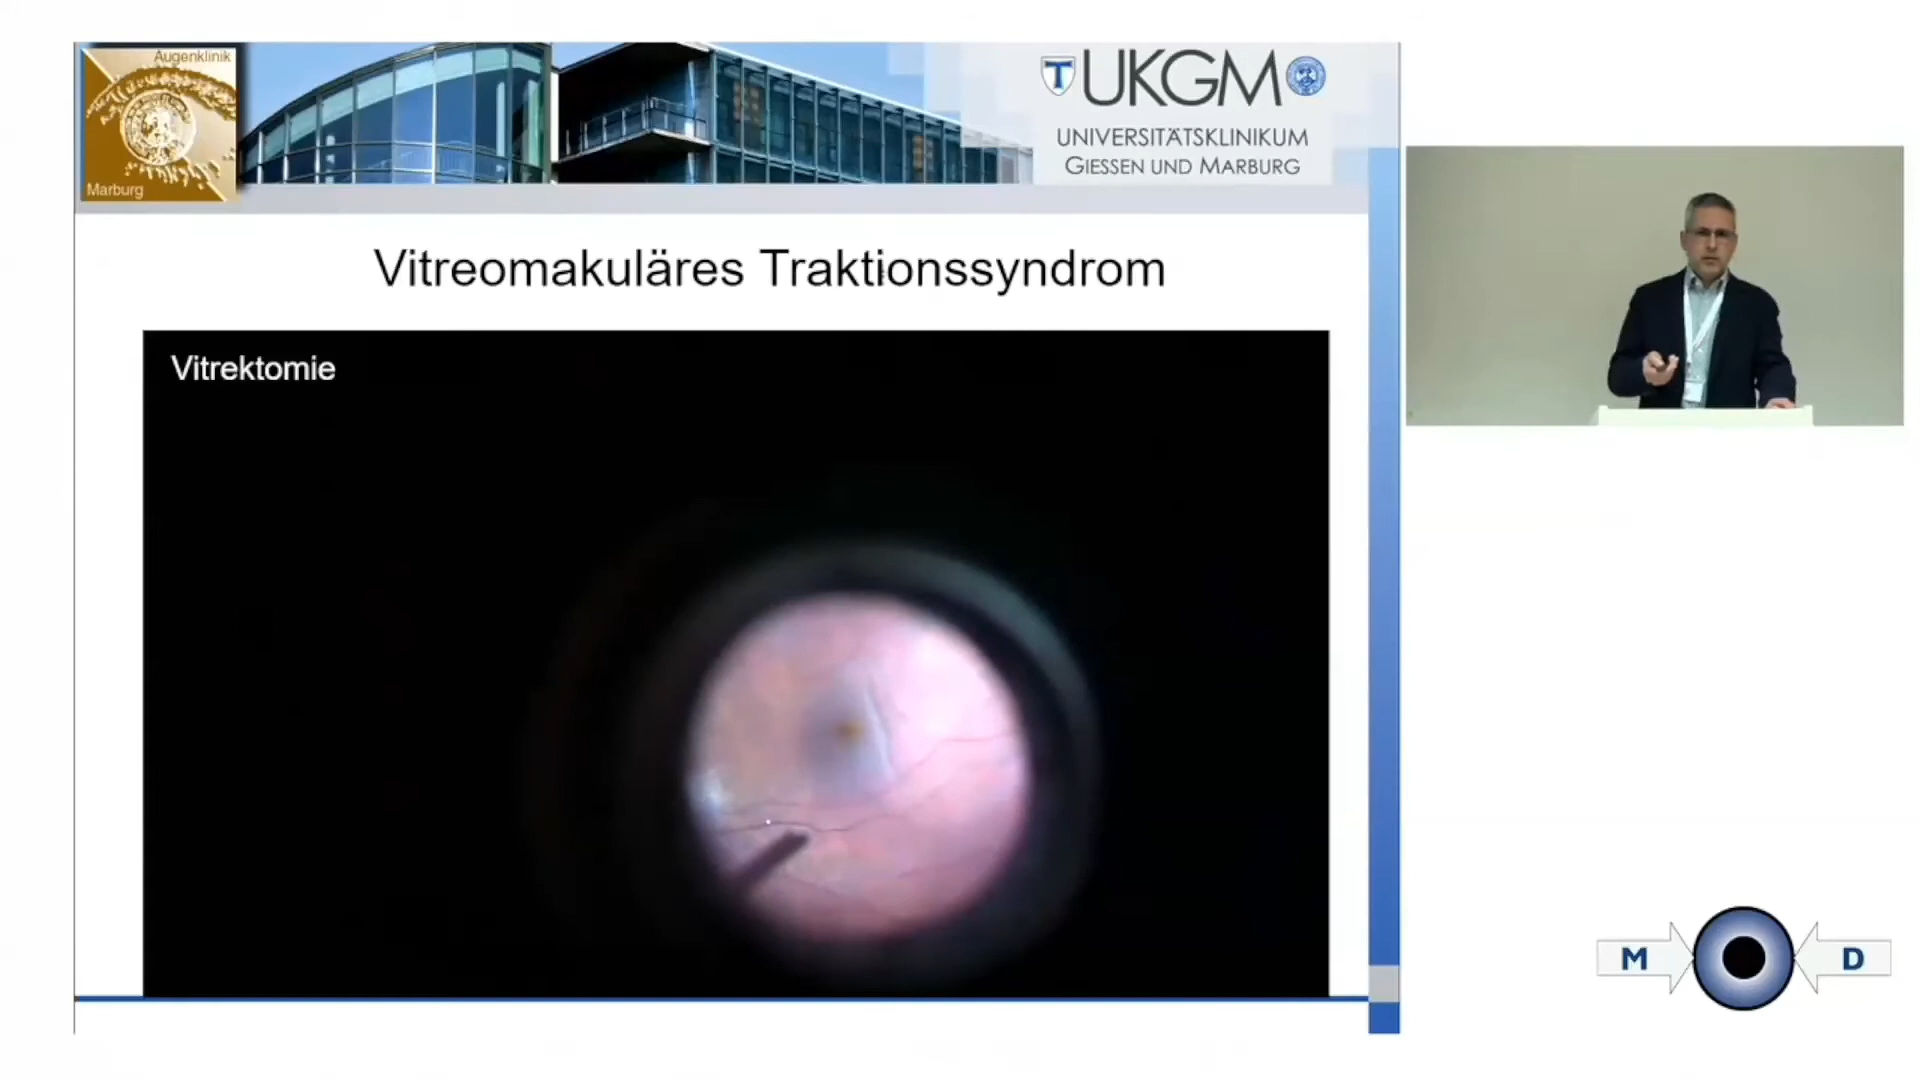 Augenklinik
Marburg
UKGM
UNIVERSITÄTSKLINIKUM
GIESSEN UND MARBURG
Vitreomakuläres Traktionssyndrom
Vitrektomie
M D